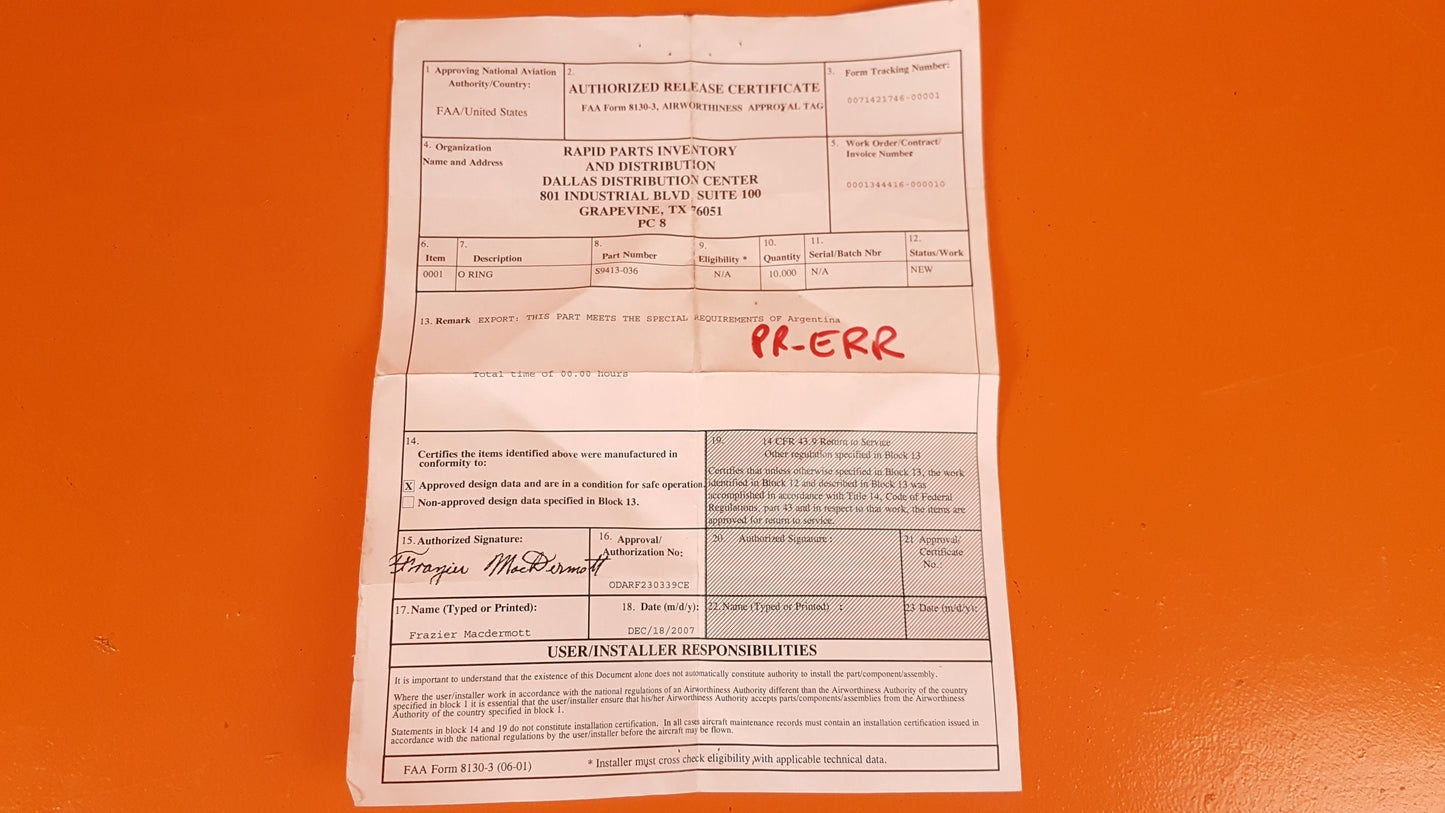 1 Approving National Aviation
Authority/Country:
FAA/United States
2.
AUTHORIZED RELEASE CERTIFICATE
FAA Form 8130-3, AIRWORTHINESS APPROVAL TAG
3. Form Tracking Number:
0071421746-00001
4. Organization
Name and Address
RAPID PARTS INVENTORY
AND DISTRIBUTION
DALLAS DISTRIBUTION CENTER
801 INDUSTRIAL BLVD SUITE 100
GRAPEVINE, TX 76051
PC 8
5. Work Order/Contract/
Invoice Number
0001344416-000010
6.
Item
7.
Description
8.
Part Number
9.
Eligibility *
10.
Quantity
11.
Serial/Batch Nbr
12.
Status/Work
0001 O RING S9413-036 N/A 10.000 N/A NEW
13. Remark EXPORT: THIS PART MEETS THE SPECIAL REQUIREMENTS OF Argentina
PR-ERR
Total time of 00.00 hours
14.
Certifies the items identified above were manufactured in
conformity to:
X Approved design data and are in a condition for safe operation.
Non-approved design data specified in Block 13.
19. 14 CFR 43.9 Return to Service
Other regulation specified in Block 13
Certifies that unless otherwise specified in Block 13, the work
identified in Block 12 and described in Block 13 was
accomplished in accordance with Title 14, Code of Federal
Regulations, part 43 and in respect to that work, the items are
approved for return to service.
15. Authorized Signature:
Frazier MacDermott
16. Approval/
Authorization No:
ODARF230339CE
20. Authorized Signature :
21 Approval/
Certificate
No.:
17. Name (Typed or Printed):
Frazier Macdermott
18. Date (m/d/y):
DEC/18/2007
22. Name (Typed or Printed) :
23 Date (m/d/y):
USER/INSTALLER RESPONSIBILITIES
It is important to understand that the existence of this Document alone does not automatically constitute authority to install the part/component/assembly.
Where the user/installer work in accordance with the national regulations of an Airworthiness Authority different than the Airworthiness Authority of the country
specified in block 1 it is essential that the user/installer ensure that his/her Airworthiness Authority accepts parts/components/assemblies from the Airworthiness
Authority of the country specified in block 1.
Statements in block 14 and 19 do not constitute installation certification. In all cases aircraft maintenance records must contain an installation certification issued in
accordance with the national regulations by the user/installer before the aircraft may be flown.
FAA Form 8130-3 (06-01)
* Installer must cross check eligibility with applicable technical data.